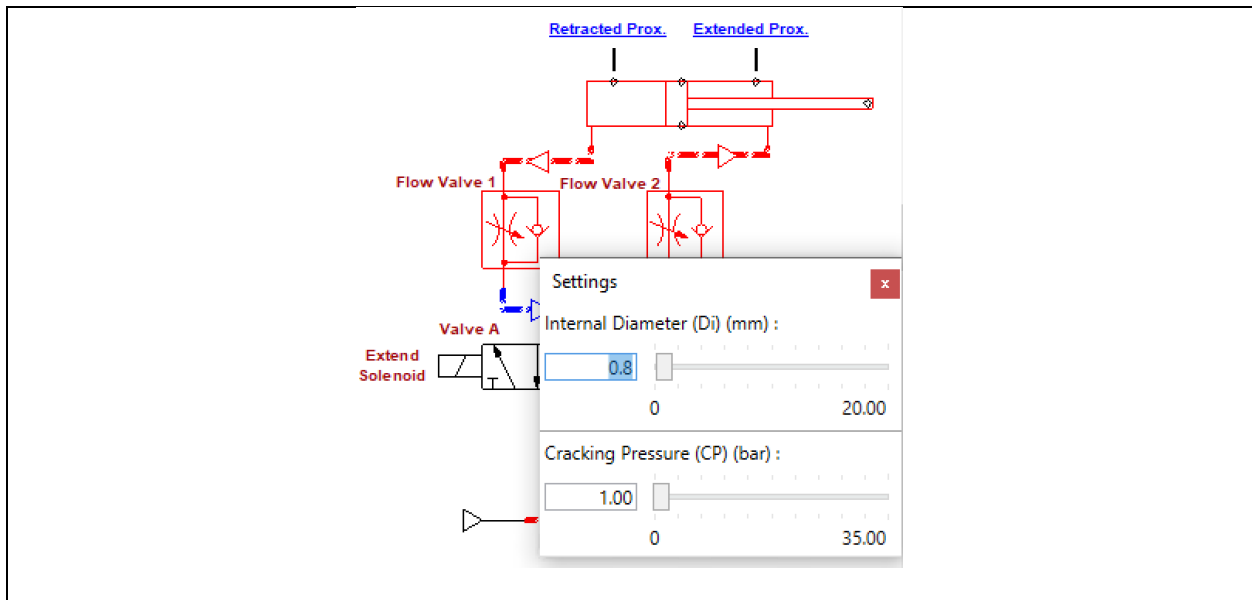 Retracted Prox. Extended Prox.
Flow Valve 1 Flow Valve 2
Valve A
Extend
Solenoid
Settings
x
Internal Diameter (Di) (mm) :
0.8
0 20.00
Cracking Pressure (CP) (bar) :
1.00
0 35.00